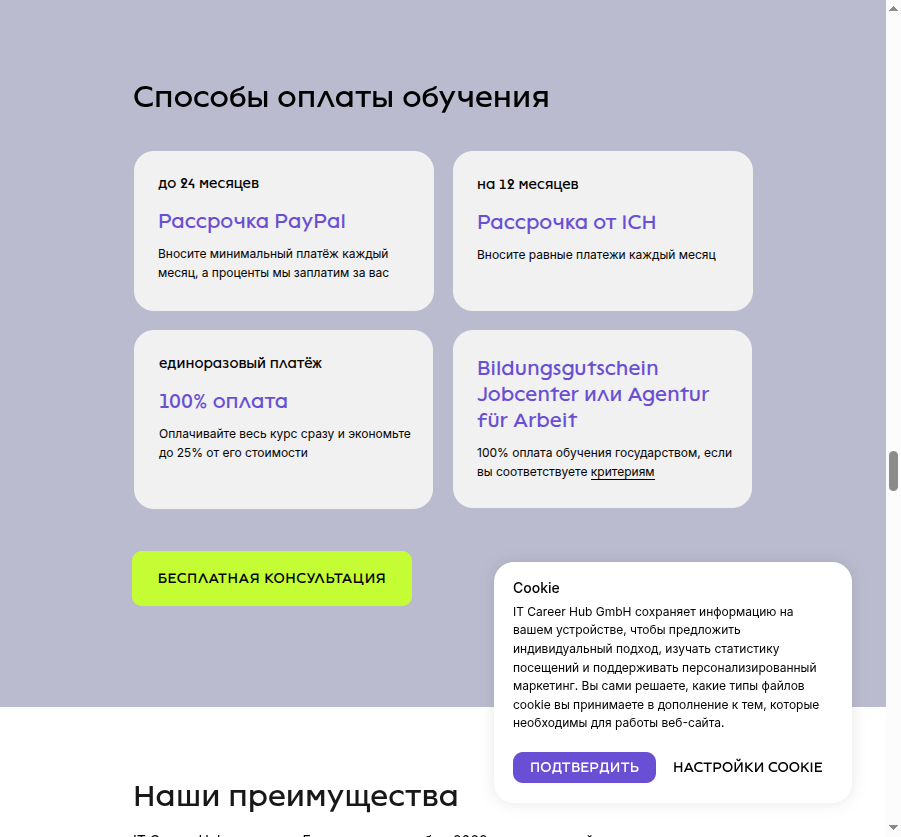 Способы оплаты обучения
до 24 месяцев
Рассрочка PayPal
Вносите минимальный платёж каждый
месяц, а проценты мы заплатим за вас
на 12 месяцев
Рассрочка от ICH
Вносите равные платежи каждый месяц
единоразовый платёж
100% оплата
Оплачивайте весь курс сразу и экономьте
до 25% от его стоимости
Bildungsgutschein
Jobcenter или Agentur
für Arbeit
100% оплата обучения государством, если
вы соответствуете критериям
БЕСПЛАТНАЯ КОНСУЛЬТАЦИЯ
Cookie
IT Career Hub GmbH сохраняет информацию на
вашем устройстве, чтобы предложить
индивидуальный подход, изучать статистику
посещений и поддерживать персонализированный
маркетинг. Вы сами решаете, какие типы файлов
cookie вы принимаете в дополнение к тем, которые
необходимы для работы веб-сайта.
ПОДТВЕРДИТЬ
НАСТРОЙКИ COOKIE
Наши преимущества